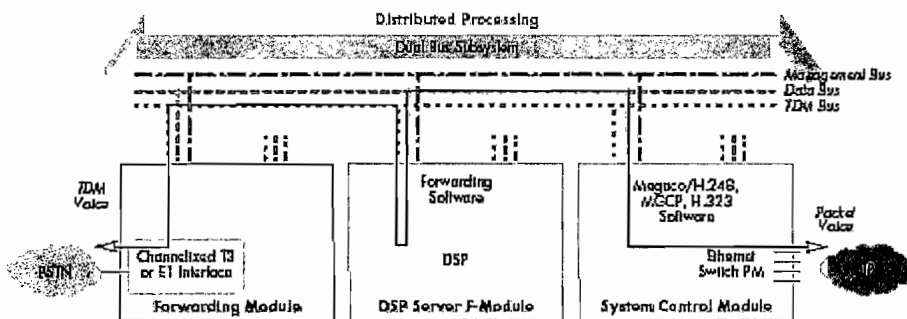 Distributed Processing
Dual Bus Subsystem
Management Bus
Data Bus
TDM Bus
TDM
Voice
Forwarding
Software
Megaco/H.248,
MGCP, H.323
Software
Packet
Voice
PSTN
Channelized T3
or E1 Interface
DSP
Ethernet
Switch PM
IP
Forwarding Module
DSP Server F-Module
System Control Module